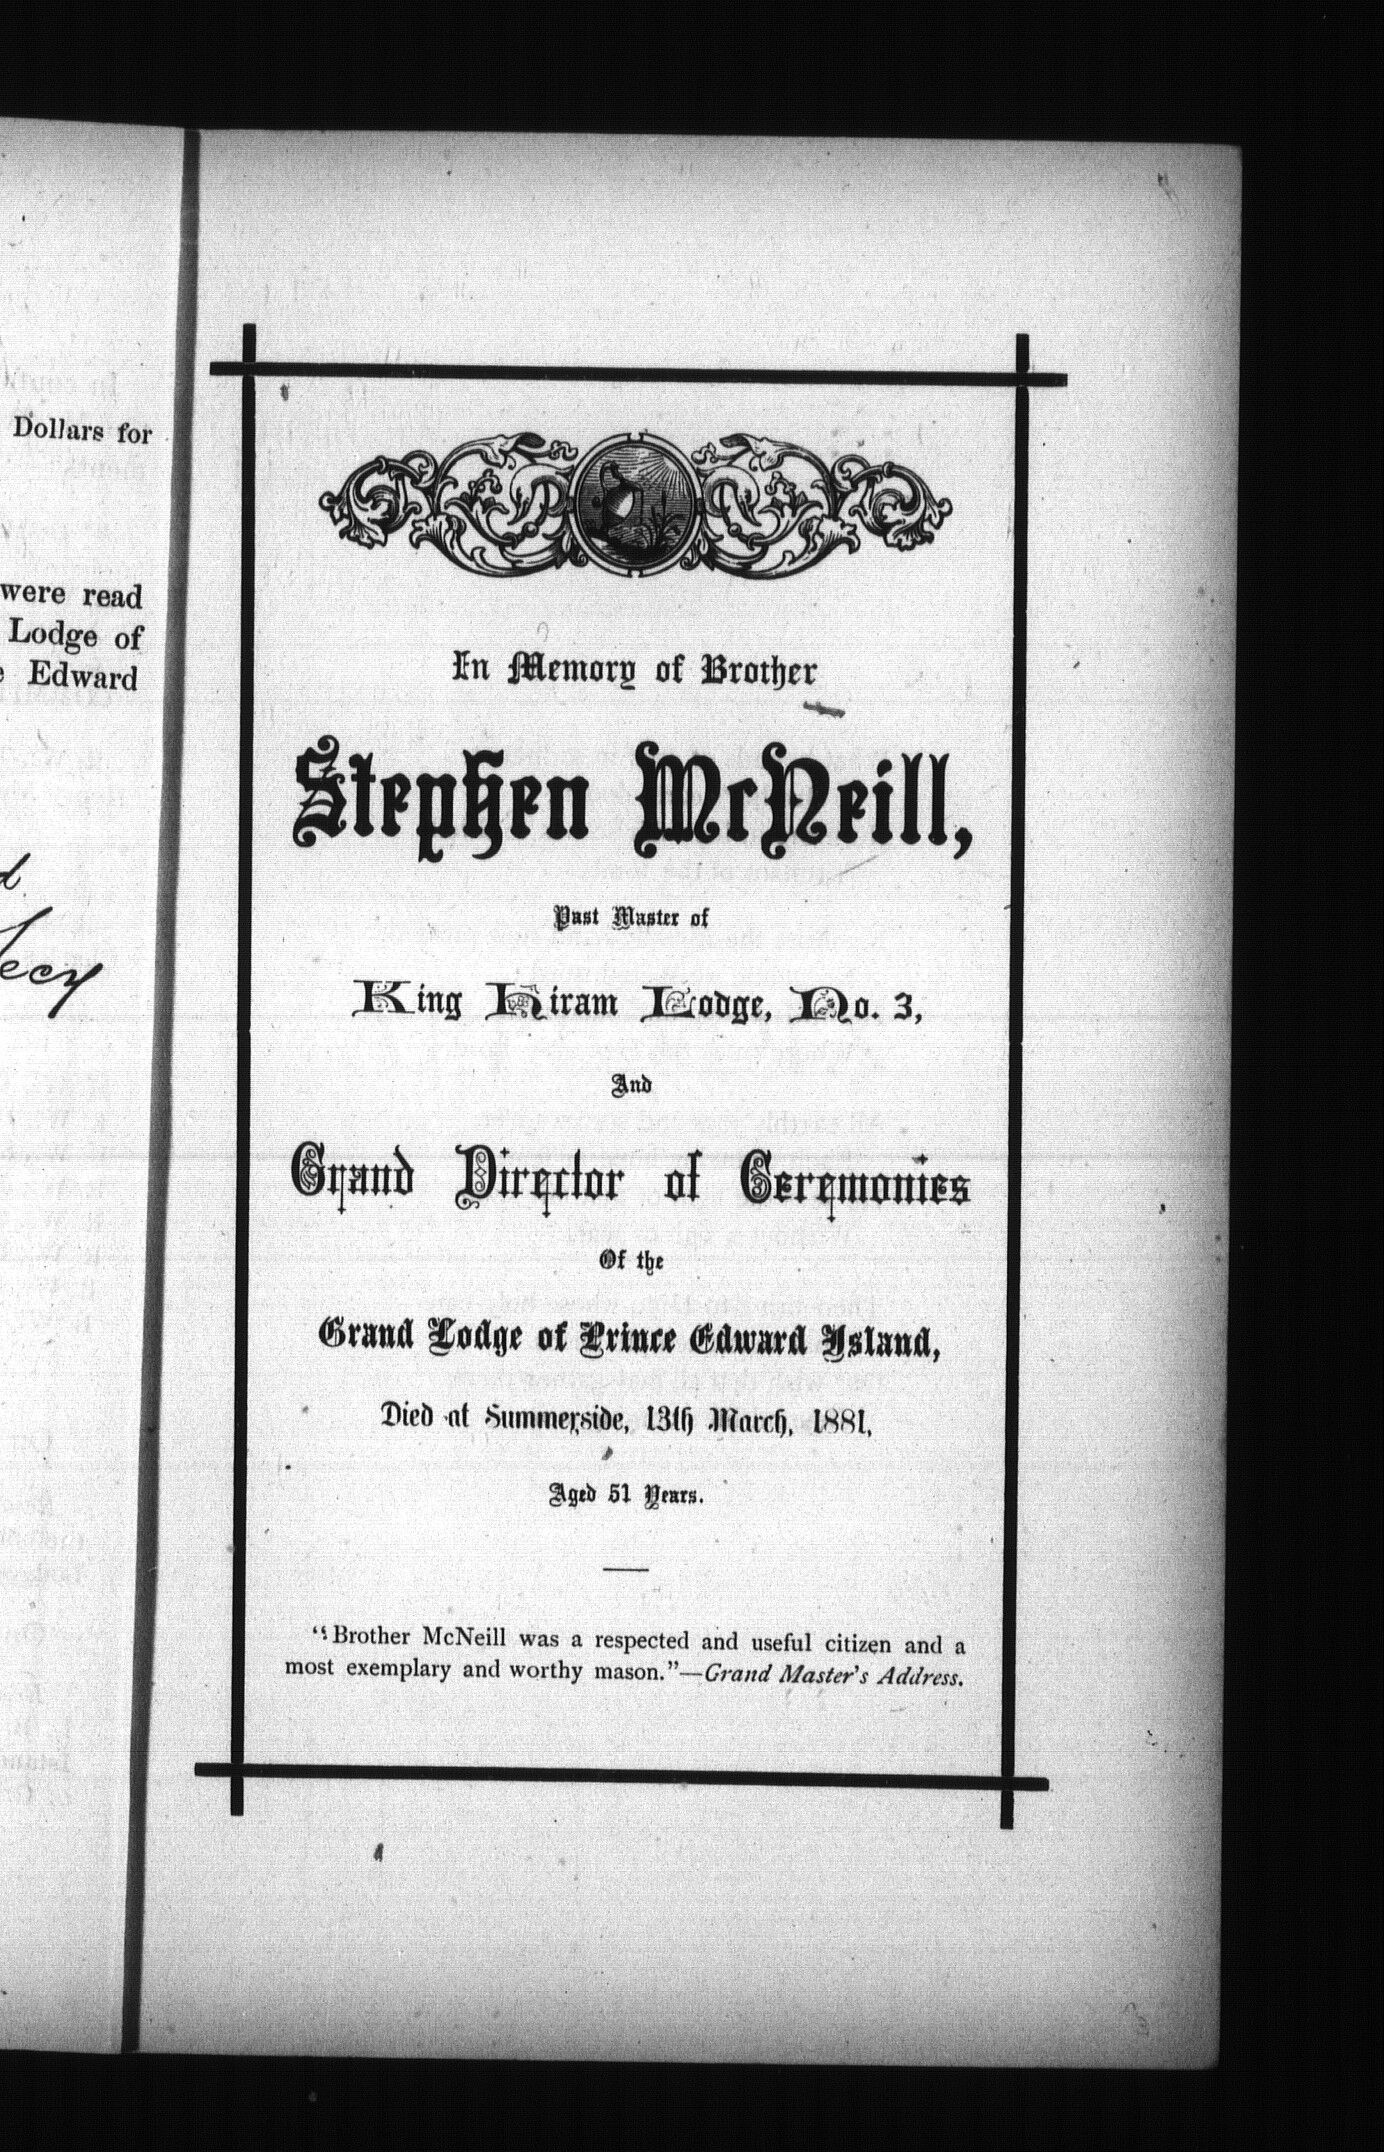 Dollars for
were read
Lodge of
Edward
In Memory of Brother
Stephen McNeill,
Past Master of
King Hiram Lodge, No. 3,
And
Grand Director of Ceremonies
Of the
Grand Lodge of Prince Edward Island,
Died at Summerside, 13th March, 1881,
Aged 51 Years.
"Brother McNeill was a respected and useful citizen and a
most exemplary and worthy mason."—Grand Master's Address.